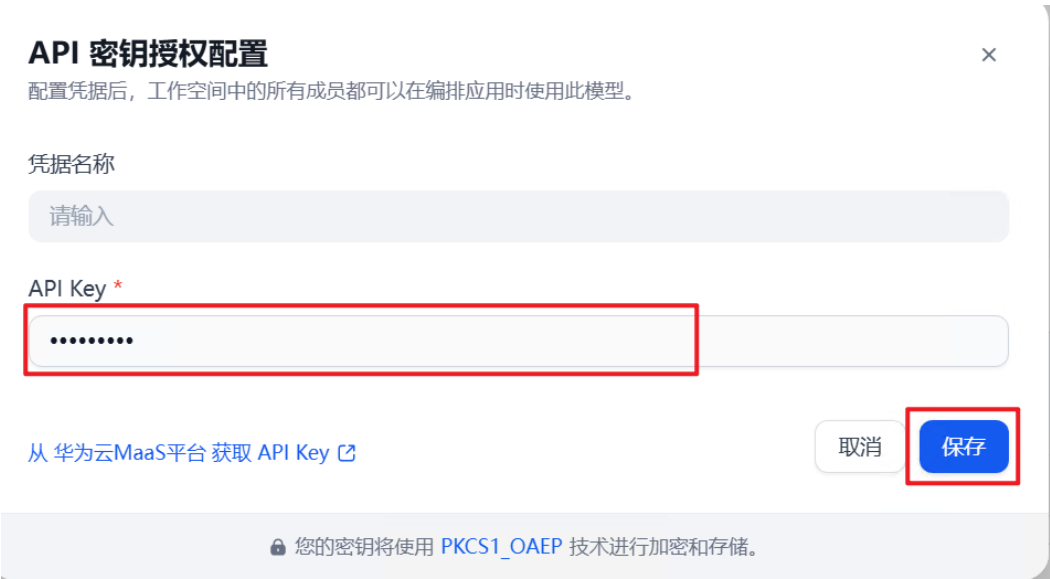 API 密钥授权配置
配置凭据后，工作空间中的所有成员都可以在编排应用时使用此模型。
凭据名称
请输入
API Key *
•••••••••
从 华为云MaaS平台 获取 API Key
取消
保存
您的密钥将使用 PKCS1_OAEP 技术进行加密和存储。